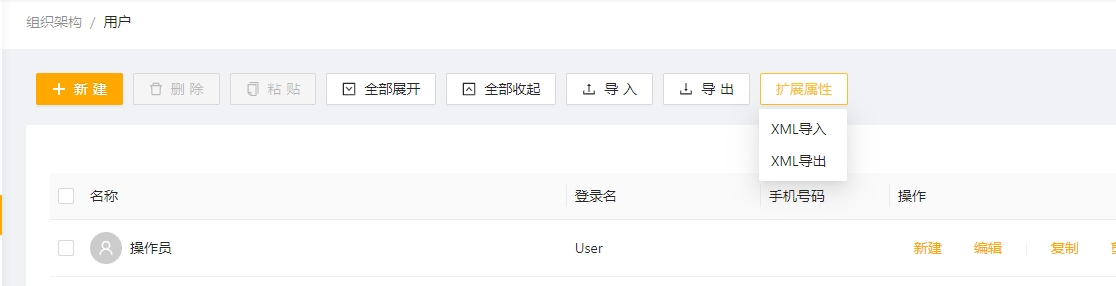 组织架构 / 用户
新建 删除 粘贴 全部展开 全部收起 导入 导出 扩展属性
XML导入
XML导出
名称 登录名 手机号码 操作
操作员 User 新建 编辑 复制